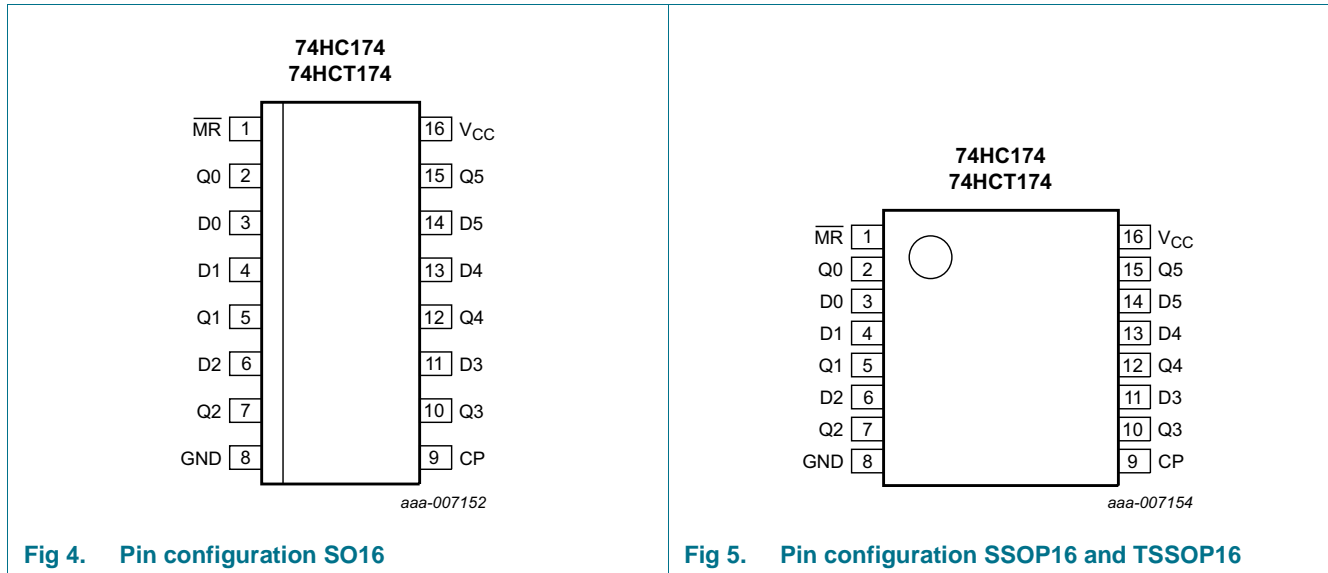 74HC174
74HCT174
MR 1 16 VCC
Q0 2 15 Q5
D0 3 14 D5
D1 4 13 D4
Q1 5 12 Q4
D2 6 11 D3
Q2 7 10 Q3
GND 8 9 CP
aaa-007152
Fig 4. Pin configuration SO16
74HC174
74HCT174
MR 1 16 VCC
Q0 2 15 Q5
D0 3 14 D5
D1 4 13 D4
Q1 5 12 Q4
D2 6 11 D3
Q2 7 10 Q3
GND 8 9 CP
aaa-007154
Fig 5. Pin configuration SSOP16 and TSSOP16